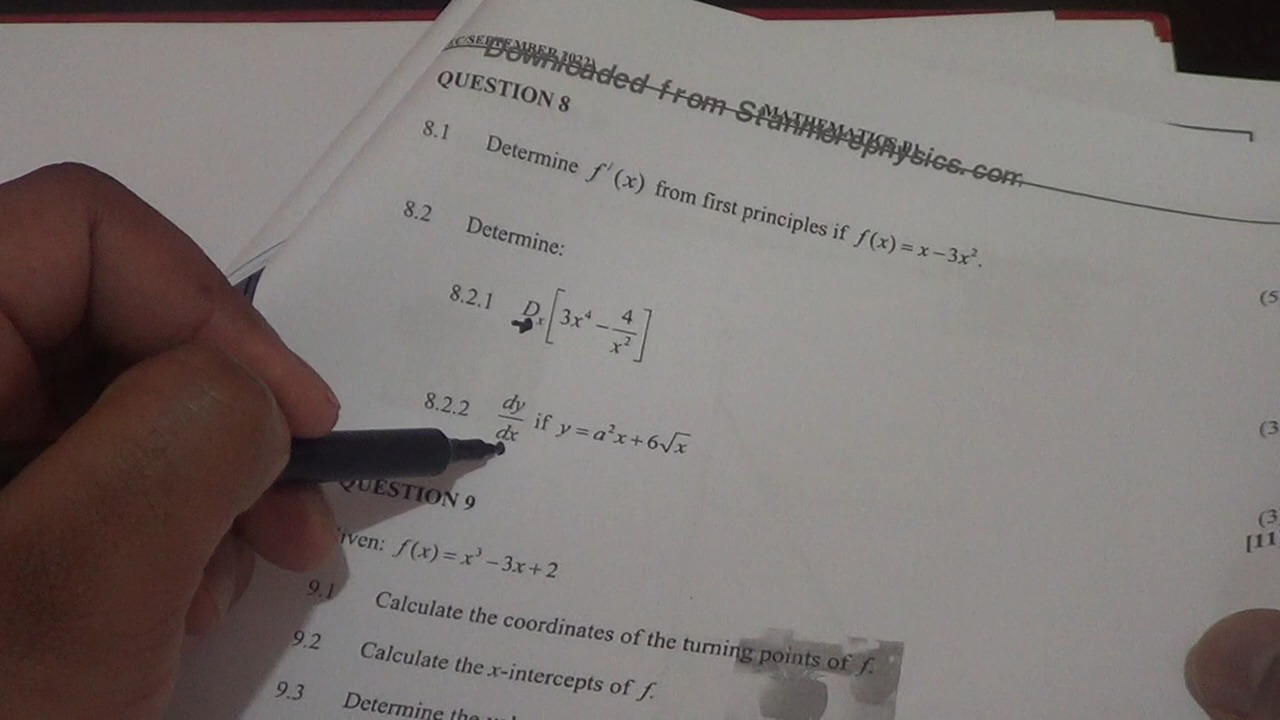 SEPTEMBER 2022)
Downloaded from Stanmorephysics.com
MATHEMATICS P1
QUESTION 8
8.1 Determine f′(x) from first principles if f(x) = x − 3x².
(5
8.2 Determine:
8.2.1 Dₓ[3x⁴ − 4/x²]
(3
8.2.2 dy/dx if y = a²x + 6√x
(3
[11
QUESTION 9
f(x) = x³ − 3x + 2
9.1 Calculate the coordinates of the turning points of f.
9.2 Calculate the x-intercepts of f.
9.3 Determine the